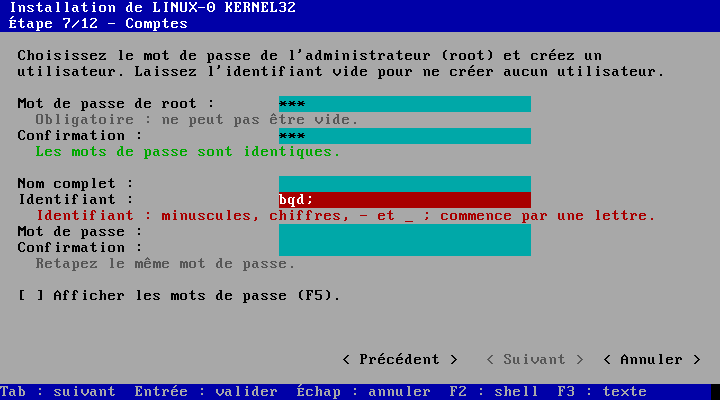 Installation de LINUX-0 KERNEL32
Étape 7/12 - Comptes
Choisissez le mot de passe de l'administrateur (root) et créez un
utilisateur. Laissez l'identifiant vide pour ne créer aucun utilisateur.
Mot de passe de root : ***
Obligatoire : ne peut pas être vide.
Confirmation : ***
Les mots de passe sont identiques.
Nom complet :
Identifiant : bqd;
Identifiant : minuscules, chiffres, - et _ ; commence par une lettre.
Mot de passe :
Confirmation :
Retapez le même mot de passe.
[ ] Afficher les mots de passe (F5).
< Précédent > < Suivant > < Annuler >
Tab : suivant Entrée : valider Échap : annuler F2 : shell F3 : texte